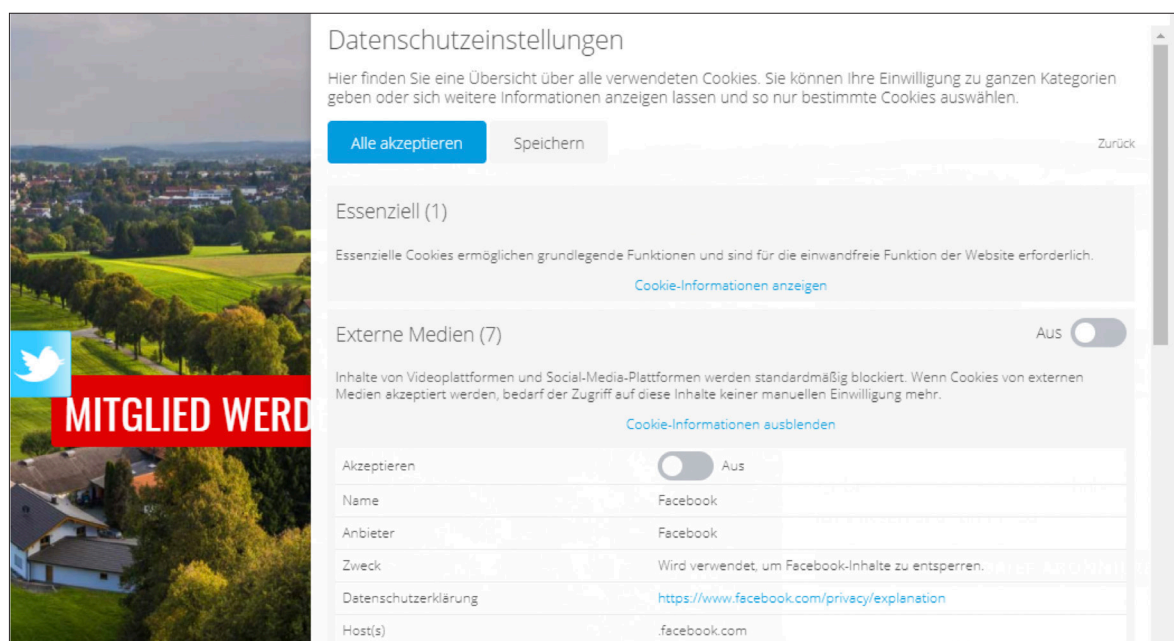 Datenschutzeinstellungen
Hier finden Sie eine Übersicht über alle verwendeten Cookies. Sie können Ihre Einwilligung zu ganzen Kategorien
geben oder sich weitere Informationen anzeigen lassen und so nur bestimmte Cookies auswählen.
Alle akzeptieren Speichern Zurück
Essenziell (1)
Essenzielle Cookies ermöglichen grundlegende Funktionen und sind für die einwandfreie Funktion der Website erforderlich.
Cookie-Informationen anzeigen
Externe Medien (7) Aus
Inhalte von Videoplattformen und Social-Media-Plattformen werden standardmäßig blockiert. Wenn Cookies von externen
Medien akzeptiert werden, bedarf der Zugriff auf diese Inhalte keiner manuellen Einwilligung mehr.
MITGLIED WERD
Cookie-Informationen ausblenden
Akzeptieren Aus
Name Facebook
Anbieter Facebook
Zweck Wird verwendet, um Facebook-Inhalte zu entsperren.
Datenschutzerklärung https://www.facebook.com/privacy/explanation
Host(s) .facebook.com